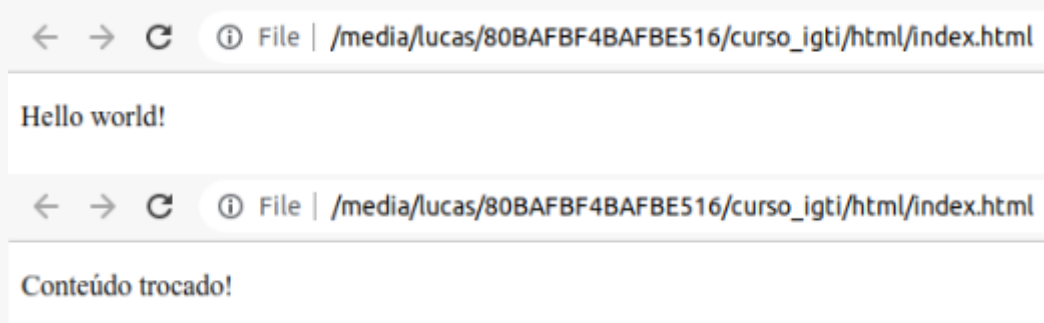 File | /media/lucas/80BAFBF4BAFBE516/curso_igti/html/index.html
Hello world!
File | /media/lucas/80BAFBF4BAFBE516/curso_igti/html/index.html
Conteúdo trocado!